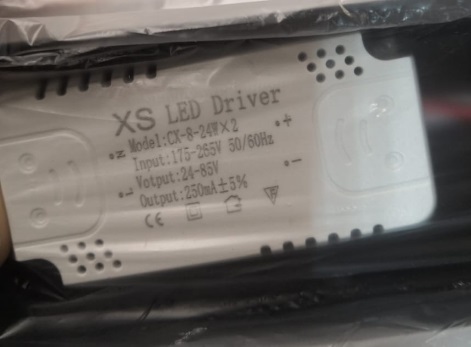 XS LED Driver
Model:CX-8-24W×2
Input:175-265V 50/60Hz
Votput:24-85V
Output:250mA±5%
N
L
+
-
CE
F